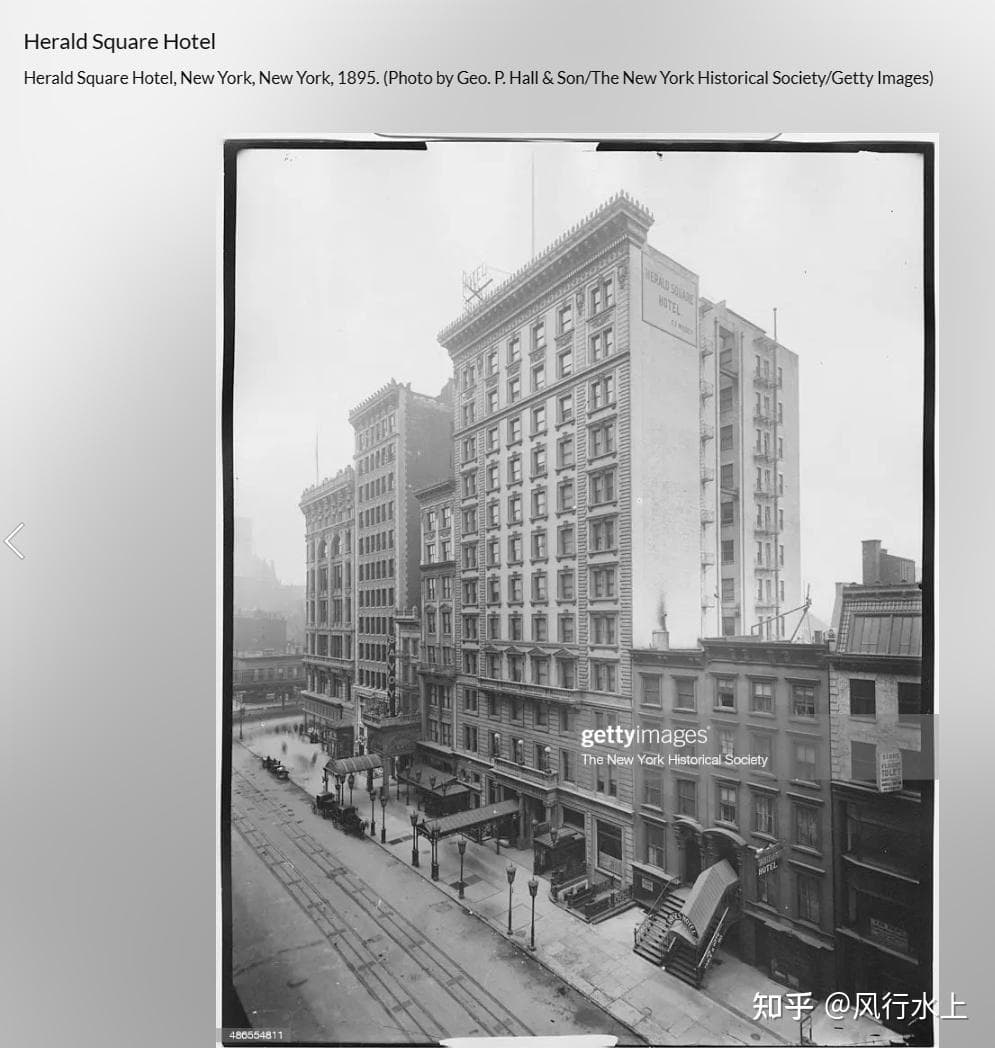 Herald Square Hotel
Herald Square Hotel, New York, New York, 1895. (Photo by Geo. P. Hall & Son/The New York Historical Society/Getty Images)
HOTEL
HERALD SQUARE
HOTEL
gettyimages®
The New York Historical Society
HOTEL
知乎 @风行水上
486554811